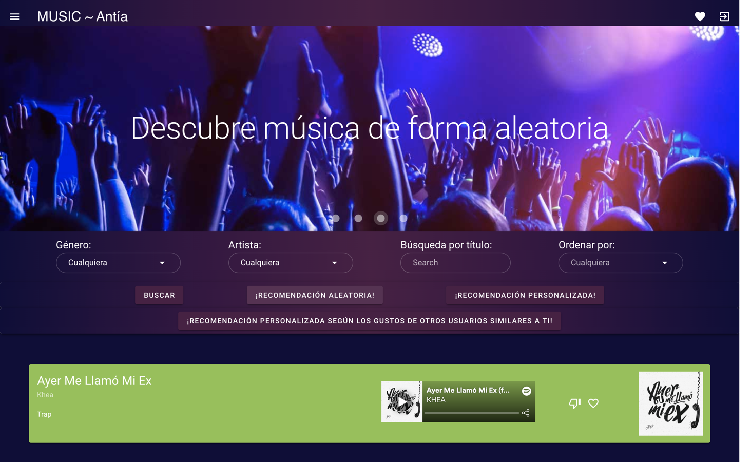 MUSIC ~ Antía
Descubre música de forma aleatoria
Género:
Artista:
Búsqueda por título:
Ordenar por:
Cualquiera
Cualquiera
Search
Cualquiera
BUSCAR
¡RECOMENDACIÓN ALEATORIA!
¡RECOMENDACIÓN PERSONALIZADA!
¡RECOMENDACIÓN PERSONALIZADA SEGÚN LOS GUSTOS DE OTROS USUARIOS SIMILARES A TI!
Ayer Me Llamó Mi Ex
Khea
Trap
Ayer Me Llamó Mi Ex (f...
KHEA
Ayer
me llamó
mi ex